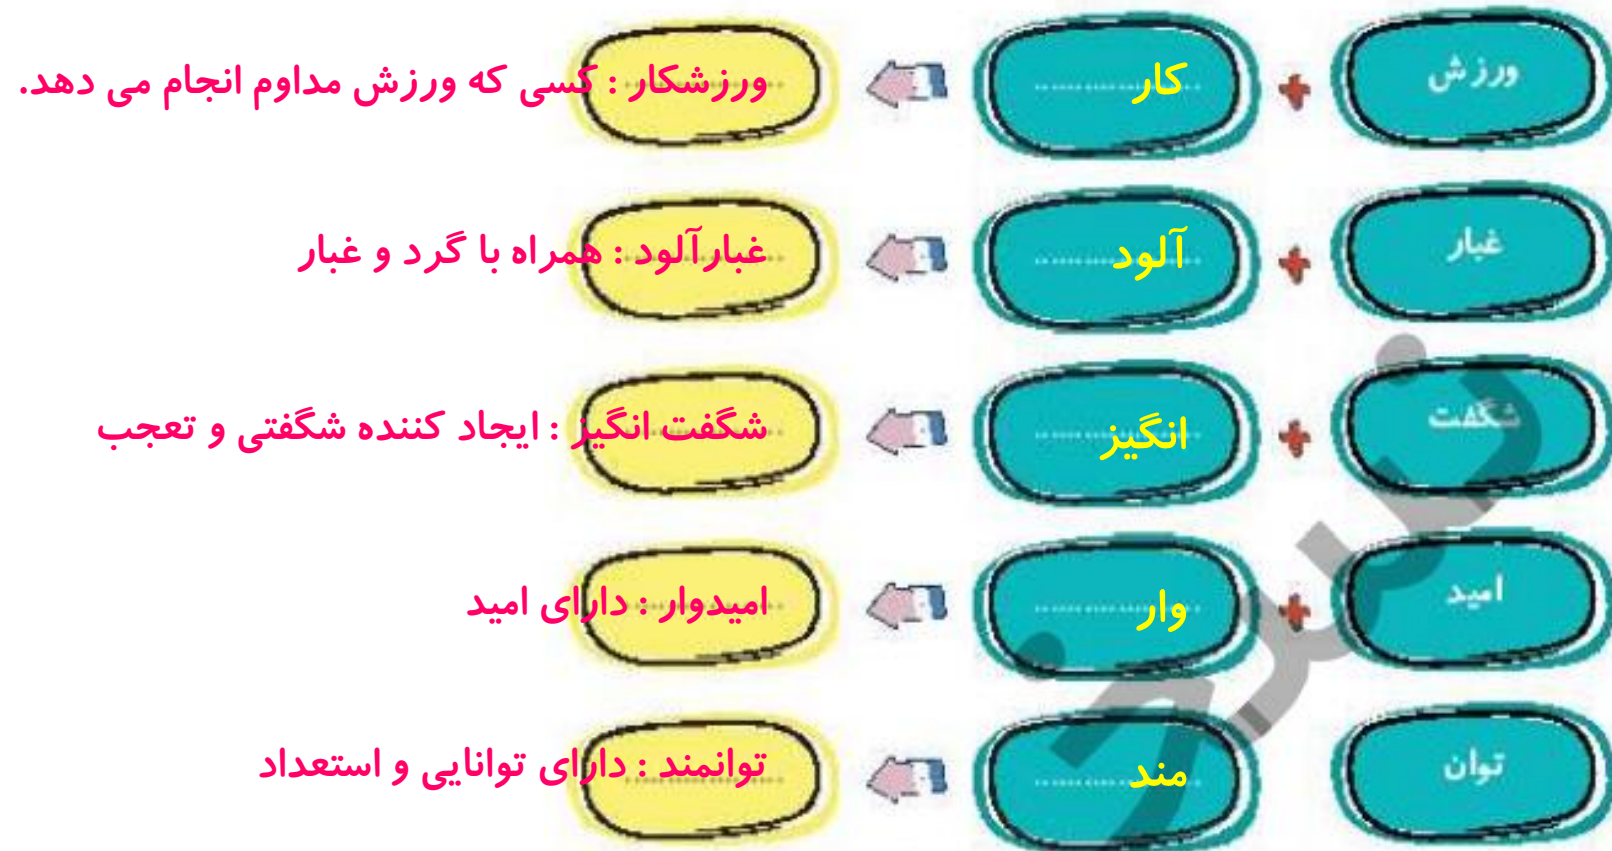 ورزش + کار ورزشکار : کسی که ورزش مداوم انجام می دهد.
غبار + آلود غبارآلود : همراه با گرد و غبار
شگفت + انگیز شگفت انگیز : ایجاد کننده شگفتی و تعجب
امید + وار امیدوار : دارای امید
توان مند توانمند : دارای توانایی و استعداد